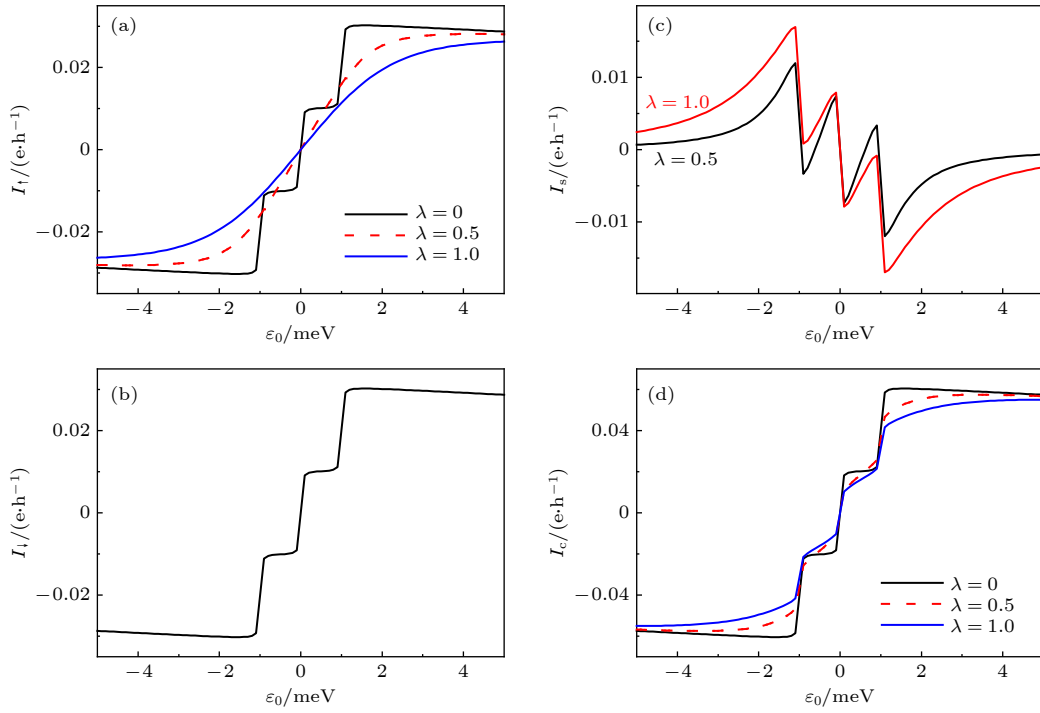 (a)
I↑/(e·h⁻¹)
0.02
0
−0.02
λ = 0
λ = 0.5
λ = 1.0
−4 −2 0 2 4
ε₀/meV
(c)
Iₛ/(e·h⁻¹)
0.01
0
−0.01
λ = 1.0
λ = 0.5
−4 −2 0 2 4
ε₀/meV
(b)
I↓/(e·h⁻¹)
0.02
0
−0.02
−4 −2 0 2 4
ε₀/meV
(d)
I_c/(e·h⁻¹)
0.04
0
−0.04
λ = 0
λ = 0.5
λ = 1.0
−4 −2 0 2 4
ε₀/meV